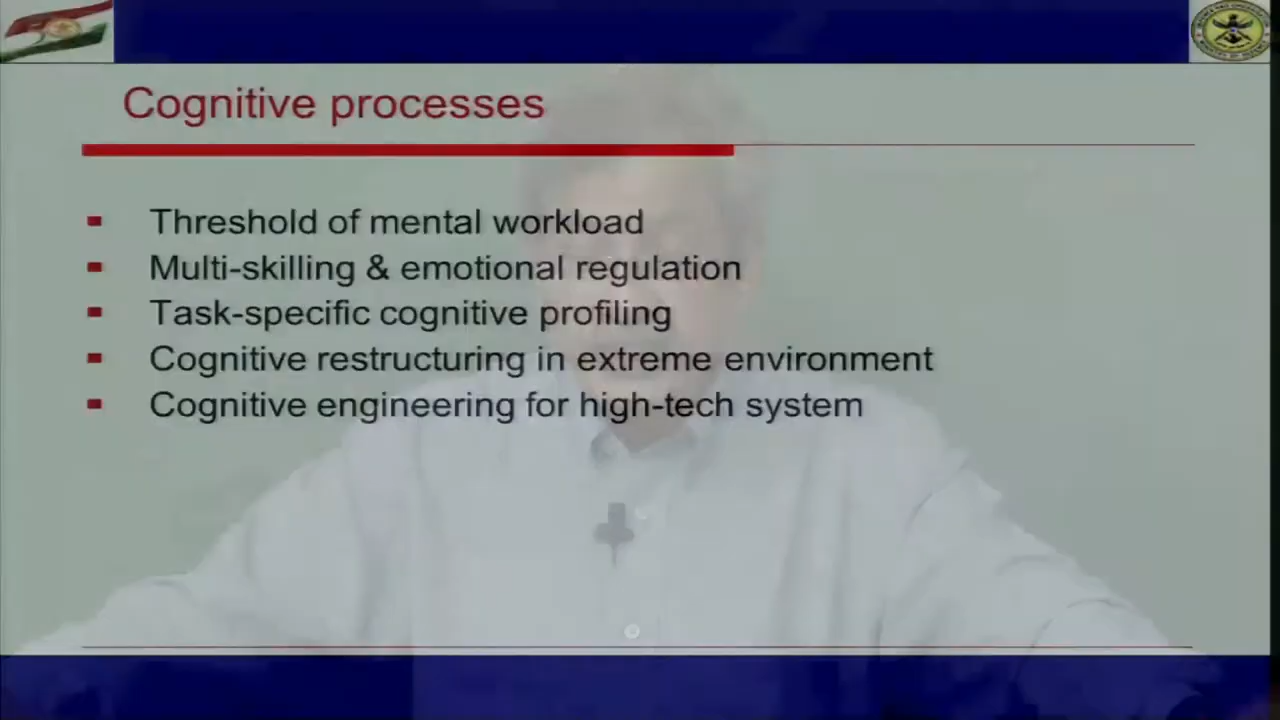 Cognitive processes
Threshold of mental workload
Multi-skilling & emotional regulation
Task-specific cognitive profiling
Cognitive restructuring in extreme environment
Cognitive engineering for high-tech system